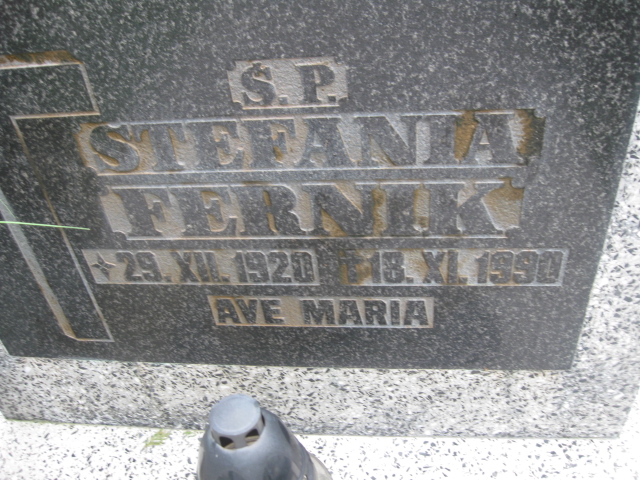 Ś.P.
STEFANIA
FERNIK
* 29. XII. 1920 † 18. XI. 1990
AVE MARIA